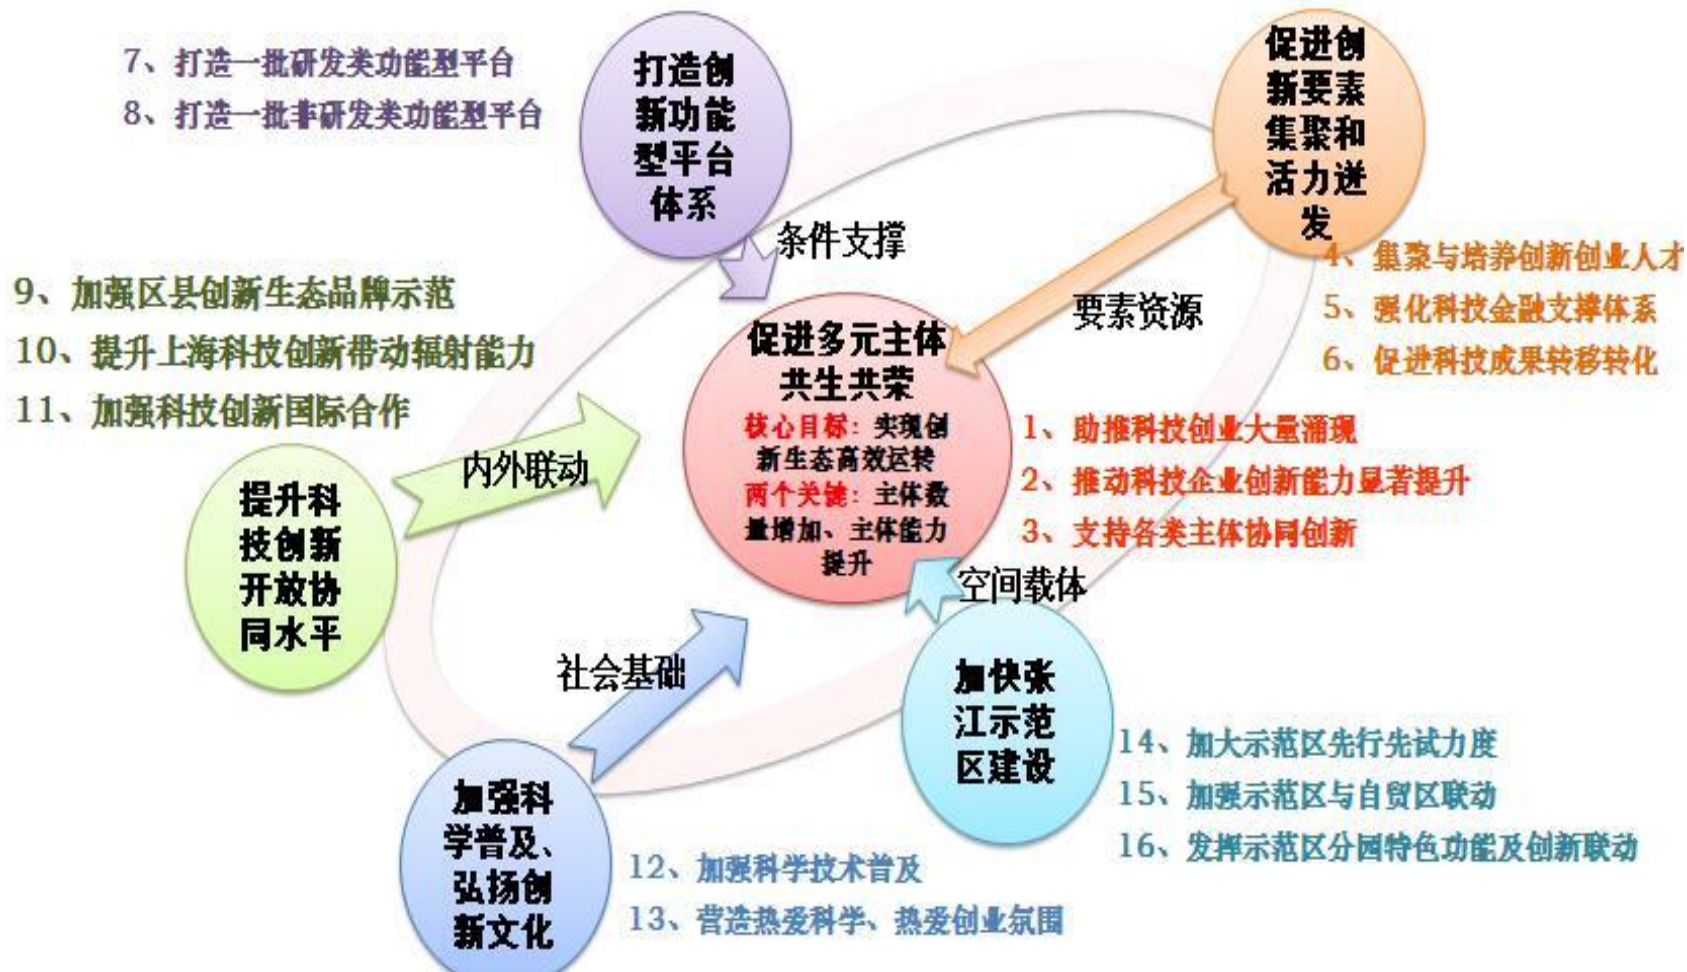 7、打造一批研发类功能型平台
8、打造一批非研发类功能型平台
打造创
新功能
型平台
体系
促进创
新要素
集聚和
活力迸
发
条件支撑
要素资源
4、集聚与培养创新创业人才
5、强化科技金融支撑体系
6、促进科技成果转移转化
9、加强区县创新生态品牌示范
10、提升上海科技创新带动辐射能力
11、加强科技创新国际合作
促进多元主体
共生共荣
核心目标：实现创
新生态高效运转
两个关键：主体数
量增加、主体能力
提升
1、助推科技创业大量涌现
2、推动科技企业创新能力显著提升
3、支持各类主体协同创新
内外联动
提升科
技创新
开放协
同水平
空间载体
社会基础
加快张
江示范
区建设
14、加大示范区先行先试力度
15、加强示范区与自贸区联动
16、发挥示范区分园特色功能及创新联动
加强科
学普及、
弘扬创
新文化
12、加强科学技术普及
13、营造热爱科学、热爱创业氛围